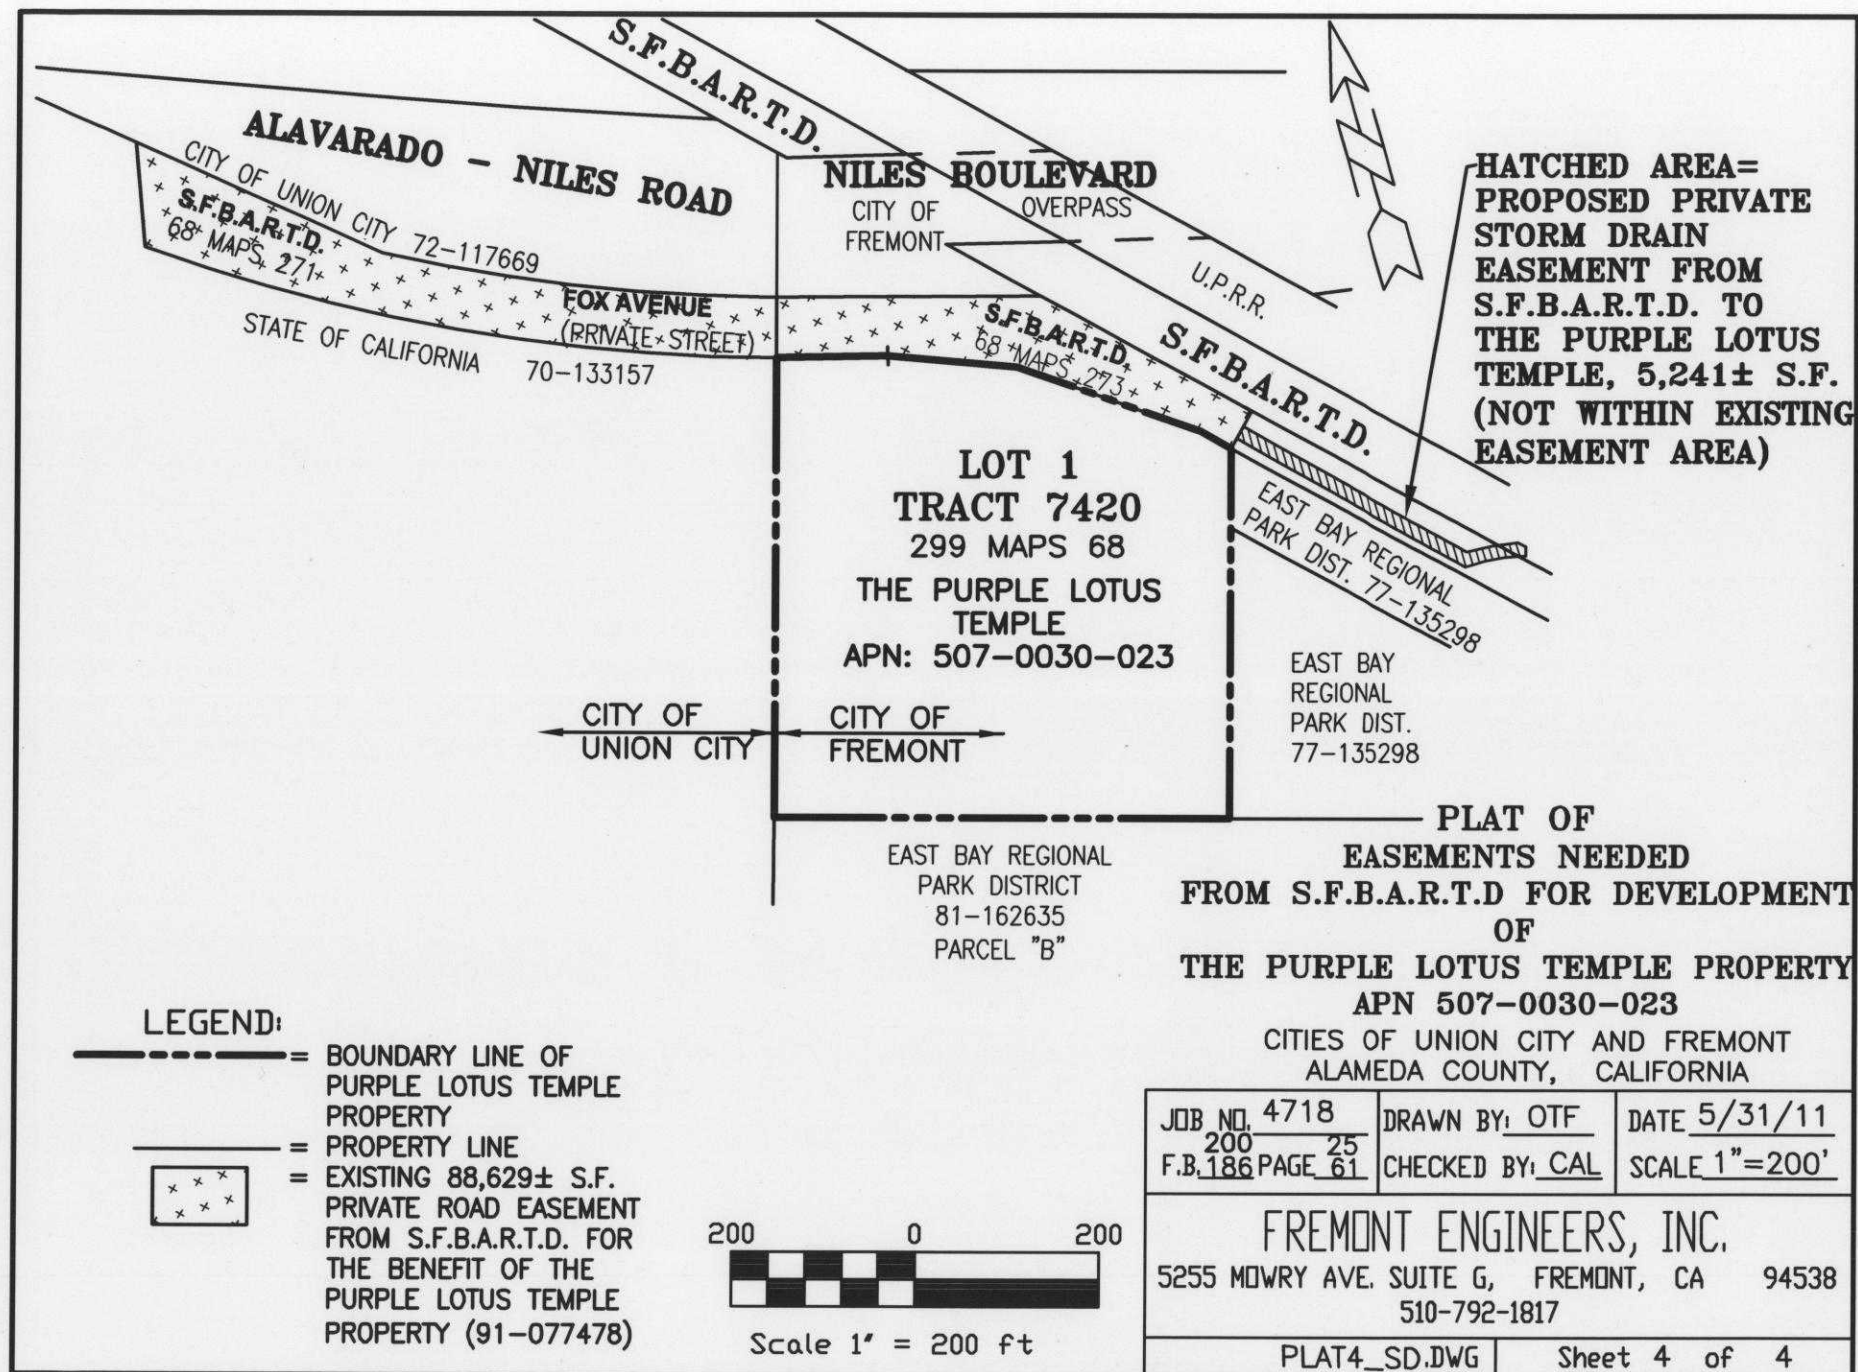 S.F.B.A.R.T.D.
ALAVARADO - NILES ROAD
CITY OF UNION CITY 72-117669
S.F.B.A.R.T.D.
68 MAPS 271
FOX AVENUE
(PRIVATE STREET)
STATE OF CALIFORNIA 70-133157
NILES BOULEVARD
CITY OF
FREMONT
OVERPASS
U.P.R.R.
S.F.B.A.R.T.D.
68 MAPS 273
S.F.B.A.R.T.D.
HATCHED AREA=
PROPOSED PRIVATE
STORM DRAIN
EASEMENT FROM
S.F.B.A.R.T.D. TO
THE PURPLE LOTUS
TEMPLE, 5,241± S.F.
(NOT WITHIN EXISTING
EASEMENT AREA)
LOT 1
TRACT 7420
299 MAPS 68
THE PURPLE LOTUS
TEMPLE
APN: 507-0030-023
EAST BAY REGIONAL
PARK DIST. 77-135298
EAST BAY
REGIONAL
PARK DIST.
77-135298
CITY OF
UNION CITY
CITY OF
FREMONT
EAST BAY REGIONAL
PARK DISTRICT
81-162635
PARCEL "B"
PLAT OF
EASEMENTS NEEDED
FROM S.F.B.A.R.T.D FOR DEVELOPMENT
OF
THE PURPLE LOTUS TEMPLE PROPERTY
APN 507-0030-023
CITIES OF UNION CITY AND FREMONT
ALAMEDA COUNTY, CALIFORNIA
LEGEND:
= BOUNDARY LINE OF
PURPLE LOTUS TEMPLE
PROPERTY
= PROPERTY LINE
= EXISTING 88,629± S.F.
PRIVATE ROAD EASEMENT
FROM S.F.B.A.R.T.D. FOR
THE BENEFIT OF THE
PURPLE LOTUS TEMPLE
PROPERTY (91-077478)
200 0 200
Scale 1" = 200 ft
JOB NO. 4718
200 25
F.B. 186 PAGE 61
DRAWN BY: OTF
CHECKED BY: CAL
DATE 5/31/11
SCALE 1"=200'
FREMONT ENGINEERS, INC.
5255 MOWRY AVE. SUITE G, FREMONT, CA 94538
510-792-1817
PLAT4_SD.DWG
Sheet 4 of 4